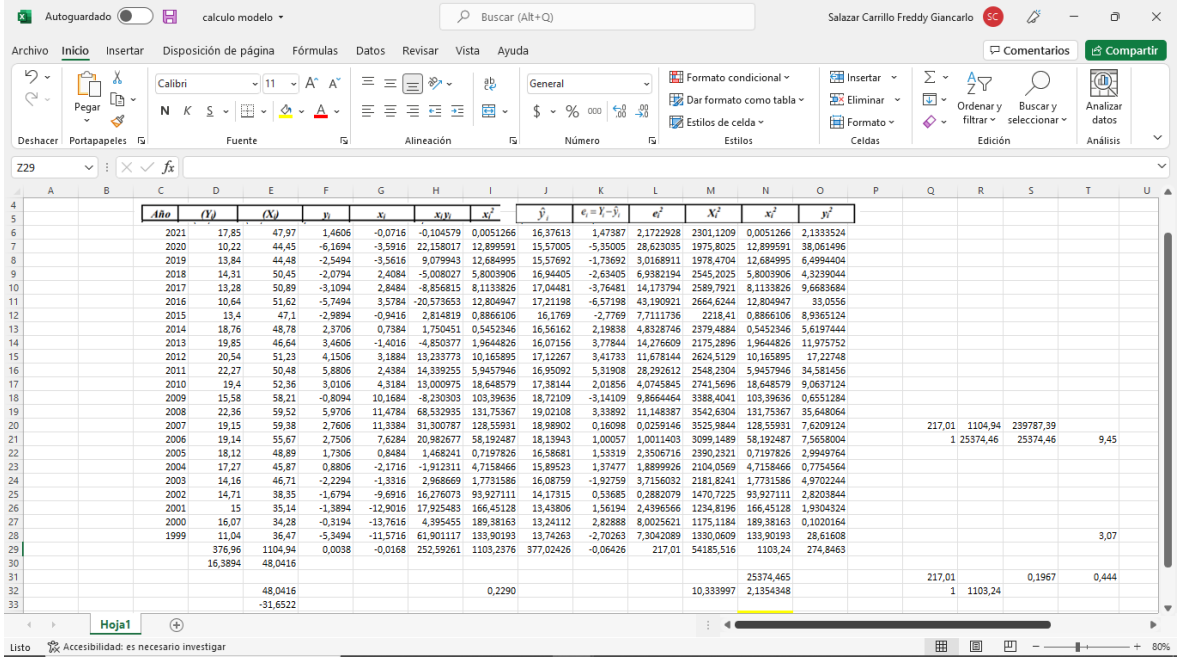 Autoguardado calculo modelo Buscar (Alt+Q) Salazar Carrillo Freddy Giancarlo SC
Archivo Inicio Insertar Disposición de página Fórmulas Datos Revisar Vista Ayuda Comentarios Compartir
Calibri 11 A^ A˅ ab General Formato condicional Insertar
Pegar Dar formato como tabla Eliminar Ordenar y Buscar y Analizar
N K S A $ % 000 Estilos de celda Formato filtrar seleccionar datos
Deshacer Portapapeles Fuente Alineación Número Estilos Celdas Edición Análisis
Z29 fx
A B C D E F G H I J K L M N O P Q R S T U
4
5 Año (Yᵢ) (Xᵢ) yᵢ xᵢ xᵢyᵢ xᵢ² ŷᵢ eᵢ = Yᵢ - ŷᵢ eᵢ² Xᵢ² xᵢ² yᵢ²
6 2021 17,85 47,97 1,4606 -0,0716 -0,104579 0,0051266 16,37613 1,47387 2,1722928 2301,1209 0,0051266 2,1333524
7 2020 10,22 44,45 -6,1694 -3,5916 22,158017 12,899591 15,57005 -5,35005 28,623035 1975,8025 12,899591 38,061496
8 2019 13,84 44,48 -2,5494 -3,5616 9,079943 12,684995 15,57692 -1,73692 3,0168911 1978,4704 12,684995 6,4994404
9 2018 14,31 50,45 -2,0794 2,4084 -5,008027 5,8003906 16,94405 -2,63405 6,9382194 2545,2025 5,8003906 4,3239044
10 2017 13,28 50,89 -3,1094 2,8484 -8,856815 8,1133826 17,04481 -3,76481 14,173794 2589,7921 8,1133826 9,6683684
11 2016 10,64 51,62 -5,7494 3,5784 -20,573653 12,804947 17,21198 -6,57198 43,190921 2664,6244 12,804947 33,0556
12 2015 13,4 47,1 -2,9894 -0,9416 2,814819 0,8866106 16,1769 -2,7769 7,7111736 2218,41 0,8866106 8,9365124
13 2014 18,76 48,78 2,3706 0,7384 1,750451 0,5452346 16,56162 2,19838 4,8328746 2379,4884 0,5452346 5,6197444
14 2013 19,85 46,64 3,4606 -1,4016 -4,850377 1,9644826 16,07156 3,77844 14,276609 2175,2896 1,9644826 11,975752
15 2012 20,54 51,23 4,1506 3,1884 13,233773 10,165895 17,12267 3,41733 11,678144 2624,5129 10,165895 17,22748
16 2011 22,27 50,48 5,8806 2,4384 14,339255 5,9457946 16,95092 5,31908 28,292612 2548,2304 5,9457946 34,581456
17 2010 19,4 52,36 3,0106 4,3184 13,000975 18,648579 17,38144 2,01856 4,0745845 2741,5696 18,648579 9,0637124
18 2009 15,58 58,21 -0,8094 10,1684 -8,230303 103,39636 18,72109 -3,14109 9,8664464 3388,4041 103,39636 0,6551284
19 2008 22,36 59,52 5,9706 11,4784 68,532935 131,75367 19,02108 3,33892 11,148387 3542,6304 131,75367 35,648064
20 2007 19,15 59,38 2,7606 11,3384 31,300787 128,55931 18,98902 0,16098 0,0259146 3525,9844 128,55931 7,6209124 217,01 1104,94 239787,39
21 2006 19,14 55,67 2,7506 7,6284 20,982677 58,192487 18,13943 1,00057 1,0011403 3099,1489 58,192487 7,5658004 1 25374,46 25374,46 9,45
22 2005 18,12 48,89 1,7306 0,8484 1,468241 0,7197826 16,58681 1,53319 2,3506716 2390,2321 0,7197826 2,9949764
23 2004 17,27 45,87 0,8806 -2,1716 -1,912311 4,7158466 15,89523 1,37477 1,8899926 2104,0569 4,7158466 0,7754564
24 2003 14,16 46,71 -2,2294 -1,3316 2,968669 1,7731586 16,08759 -1,92759 3,7156032 2181,8241 1,7731586 4,9702244
25 2002 14,71 38,35 -1,6794 -9,6916 16,276073 93,927111 14,17315 0,53685 0,2882079 1470,7225 93,927111 2,8203844
26 2001 15 35,14 -1,3894 -12,9016 17,925483 166,45128 13,43806 1,56194 2,4396566 1234,8196 166,45128 1,9304324
27 2000 16,07 34,28 -0,3194 -13,7616 4,395455 189,38163 13,24112 2,82888 8,0025621 1175,1184 189,38163 0,1020164
28 1999 11,04 36,47 -5,3494 -11,5716 61,901117 133,90193 13,74263 -2,70263 7,3042089 1330,0609 133,90193 28,61608 3,07
29 376,96 1104,94 0,0038 -0,0168 252,59261 1103,2376 377,02426 -0,06426 217,01 54185,516 1103,24 274,8463
30 16,3894 48,0416
31 25374,465 217,01 0,1967 0,444
32 48,0416 0,2290 10,333997 2,1354348 1 1103,24
33 -31,6522
Hoja1
Listo Accesibilidad: es necesario investigar 80%